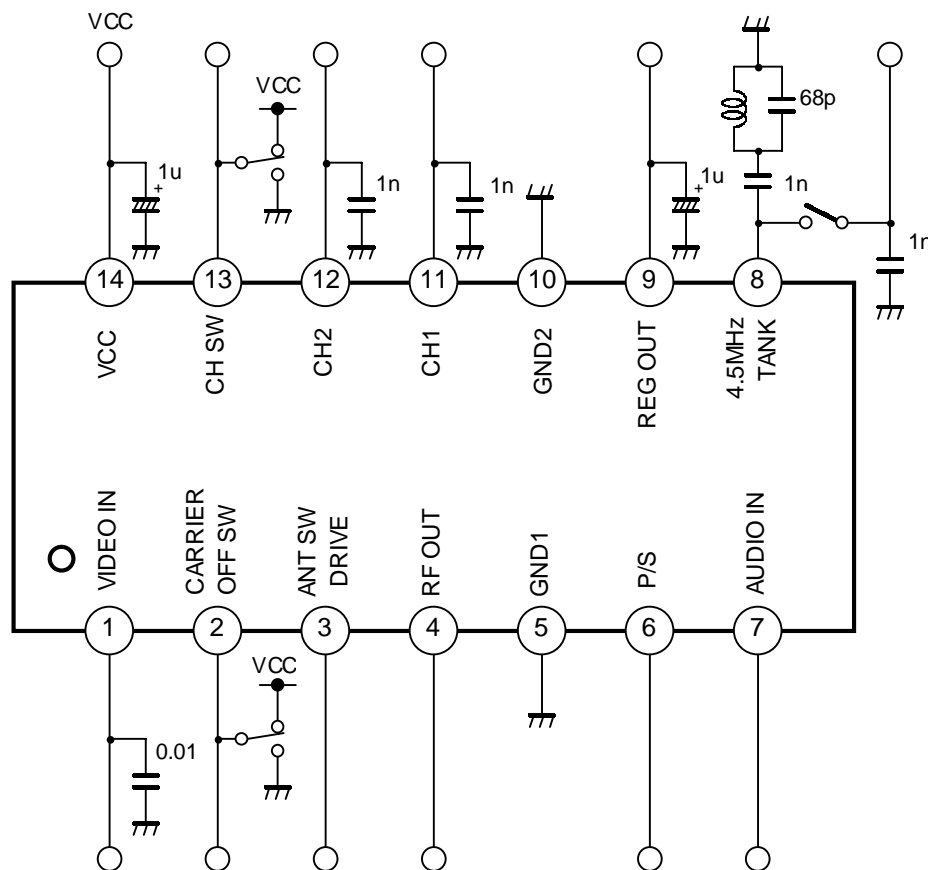 VCC
VCC
68p
1u
+
1n
1n
1u
+
1n
1n
14
13
12
11
10
9
8
VCC
CH SW
CH2
CH1
GND2
REG OUT
4.5MHz
TANK
VIDEO IN
CARRIER
OFF SW
ANT SW
DRIVE
RF OUT
GND1
P/S
AUDIO IN
1
2
3
4
5
6
7
VCC
0.01